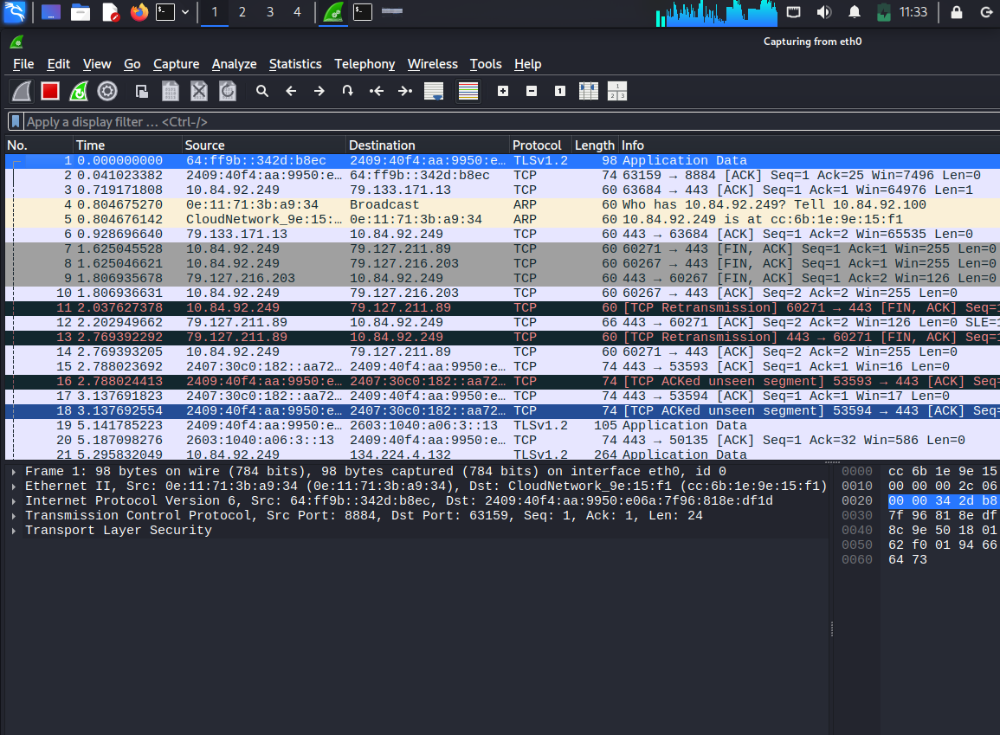 1 2 3 4 11:33
Capturing from eth0
File Edit View Go Capture Analyze Statistics Telephony Wireless Tools Help
Apply a display filter … <Ctrl-/>
No. Time Source Destination Protocol Length Info
1 0.000000000 64:ff9b::342d:b8ec 2409:40f4:aa:9950:e… TLSv1.2 98 Application Data
2 0.041023382 2409:40f4:aa:9950:e… 64:ff9b::342d:b8ec TCP 74 63159 → 8884 [ACK] Seq=1 Ack=25 Win=7496 Len=0
3 0.719171808 10.84.92.249 79.133.171.13 TCP 60 63684 → 443 [ACK] Seq=1 Ack=1 Win=64976 Len=1
4 0.804675270 0e:11:71:3b:a9:34 Broadcast ARP 60 Who has 10.84.92.249? Tell 10.84.92.100
5 0.804676142 CloudNetwork_9e:15:… 0e:11:71:3b:a9:34 ARP 60 10.84.92.249 is at cc:6b:1e:9e:15:f1
6 0.928696640 79.133.171.13 10.84.92.249 TCP 60 443 → 63684 [ACK] Seq=1 Ack=2 Win=65535 Len=0
7 1.625045528 10.84.92.249 79.127.211.89 TCP 60 60271 → 443 [FIN, ACK] Seq=1 Ack=1 Win=255 Len=0
8 1.625046621 10.84.92.249 79.127.216.203 TCP 60 60267 → 443 [FIN, ACK] Seq=1 Ack=1 Win=255 Len=0
9 1.806935678 79.127.216.203 10.84.92.249 TCP 60 443 → 60267 [FIN, ACK] Seq=1 Ack=2 Win=126 Len=0
10 1.806936631 10.84.92.249 79.127.216.203 TCP 60 60267 → 443 [ACK] Seq=2 Ack=2 Win=255 Len=0
11 2.037627378 10.84.92.249 79.127.211.89 TCP 60 [TCP Retransmission] 60271 → 443 [FIN, ACK] Seq=1
12 2.202949662 79.127.211.89 10.84.92.249 TCP 66 443 → 60271 [ACK] Seq=2 Ack=2 Win=126 Len=0 SLE=1
13 2.769392292 79.127.211.89 10.84.92.249 TCP 60 [TCP Retransmission] 443 → 60271 [FIN, ACK] Seq=1
14 2.769393205 10.84.92.249 79.127.211.89 TCP 60 60271 → 443 [ACK] Seq=2 Ack=2 Win=255 Len=0
15 2.788023692 2407:30c0:182::aa72… 2409:40f4:aa:9950:e… TCP 74 443 → 53593 [ACK] Seq=1 Ack=1 Win=16 Len=0
16 2.788024413 2409:40f4:aa:9950:e… 2407:30c0:182::aa72… TCP 74 [TCP ACKed unseen segment] 53593 → 443 [ACK] Seq=
17 3.137691823 2407:30c0:182::aa72… 2409:40f4:aa:9950:e… TCP 74 443 → 53594 [ACK] Seq=1 Ack=1 Win=17 Len=0
18 3.137692554 2409:40f4:aa:9950:e… 2407:30c0:182::aa72… TCP 74 [TCP ACKed unseen segment] 53594 → 443 [ACK] Seq=
19 5.141785223 2409:40f4:aa:9950:e… 2603:1040:a06:3::13 TLSv1.2 105 Application Data
20 5.187098276 2603:1040:a06:3::13 2409:40f4:aa:9950:e… TCP 74 443 → 50135 [ACK] Seq=1 Ack=32 Win=586 Len=0
21 5.295832049 10.84.92.249 134.224.4.132 TLSv1.2 264 Application Data
Frame 1: 98 bytes on wire (784 bits), 98 bytes captured (784 bits) on interface eth0, id 0
Ethernet II, Src: 0e:11:71:3b:a9:34 (0e:11:71:3b:a9:34), Dst: CloudNetwork_9e:15:f1 (cc:6b:1e:9e:15:f1)
Internet Protocol Version 6, Src: 64:ff9b::342d:b8ec, Dst: 2409:40f4:aa:9950:e06a:7f96:818e:df1d
Transmission Control Protocol, Src Port: 8884, Dst Port: 63159, Seq: 1, Ack: 1, Len: 24
Transport Layer Security
0000 cc 6b 1e 9e 15
0010 00 00 00 2c 06
0020 00 00 34 2d b8
0030 7f 96 81 8e df
0040 8c 9e 50 18 01
0050 62 f0 01 94 66
0060 64 73